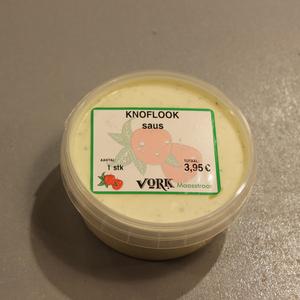 KNOFLOOK
saus
AANTAL TOTAAL
1 stk 3,95 €
VORK Maasstraat